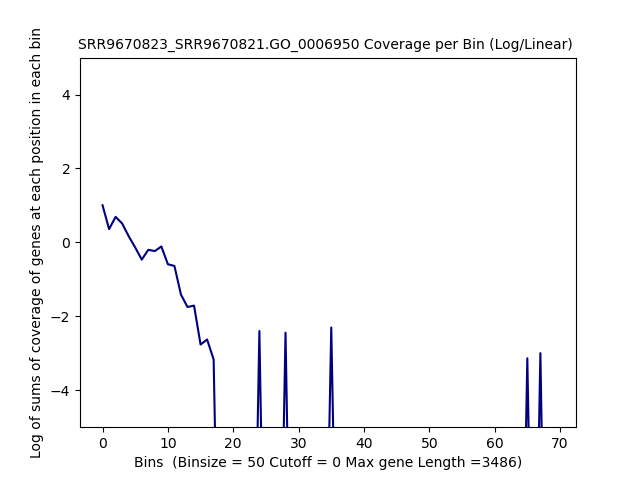 SRR9670823_SRR9670821.GO_0006950 Coverage per Bin (Log/Linear)
Log of sums of coverage of genes at each position in each bin
4
2
0
−2
−4
0 10 20 30 40 50 60 70
Bins  (Binsize = 50 Cutoff = 0 Max gene Length =3486)